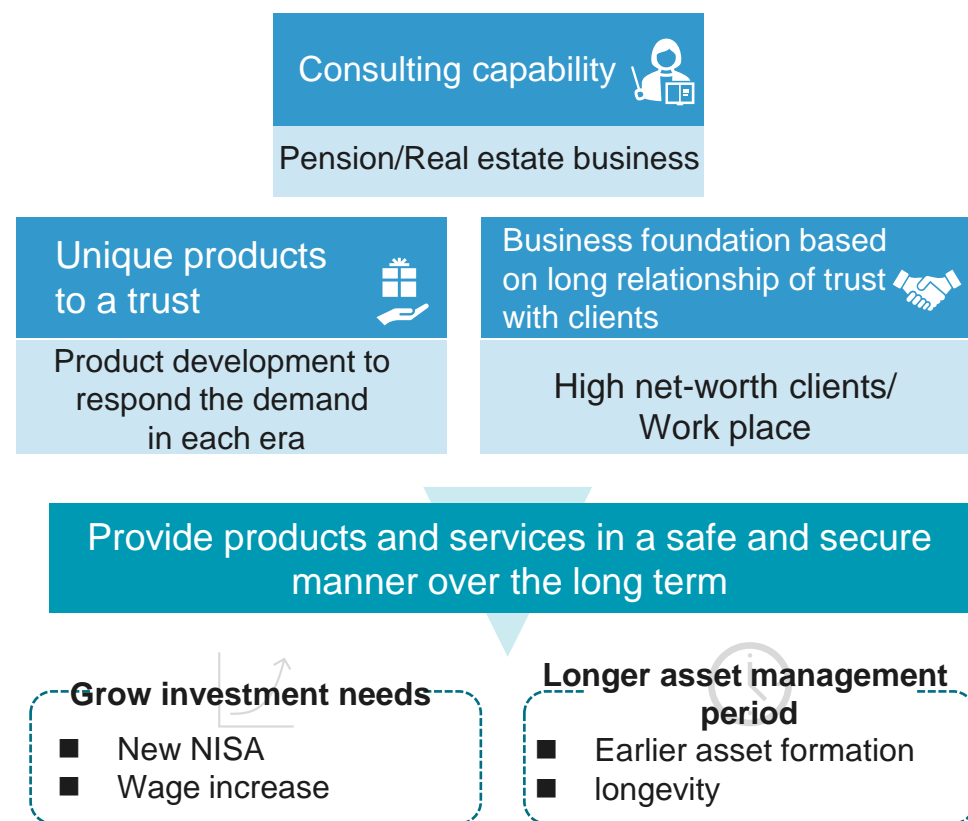 Consulting capability
Pension/Real estate business
Unique products
to a trust
Product development to
respond the demand
in each era
Business foundation based
on long relationship of trust
with clients
High net-worth clients/
Work place
Provide products and services in a safe and secure
manner over the long term
Grow investment needs
■ New NISA
■ Wage increase
Longer asset management
period
■ Earlier asset formation
■ longevity